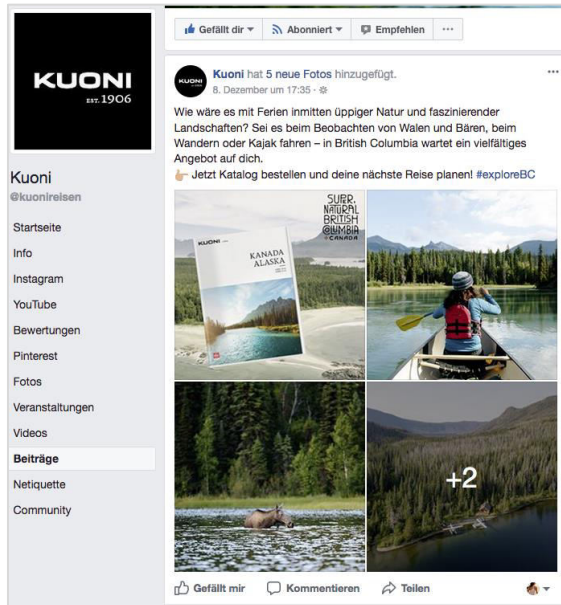 Gefällt dir
Abonniert
Empfehlen
KUONI
EST. 1906
Kuoni
@kuonireisen
Startseite
Info
Instagram
YouTube
Bewertungen
Pinterest
Fotos
Veranstaltungen
Videos
Beiträge
Netiquette
Community
KUONI
Kuoni hat 5 neue Fotos hinzugefügt.
8. Dezember um 17:35 ·
Wie wäre es mit Ferien inmitten üppiger Natur und faszinierender
Landschaften? Sei es beim Beobachten von Walen und Bären, beim
Wandern oder Kajak fahren – in British Columbia wartet ein vielfältiges
Angebot auf dich.
Jetzt Katalog bestellen und deine nächste Reise planen! #exploreBC
SUPER,
NATURAL
BRITISH
COLUMBIA
CANADA
KUONI
KANADA
ALASKA
+2
Gefällt mir
Kommentieren
Teilen